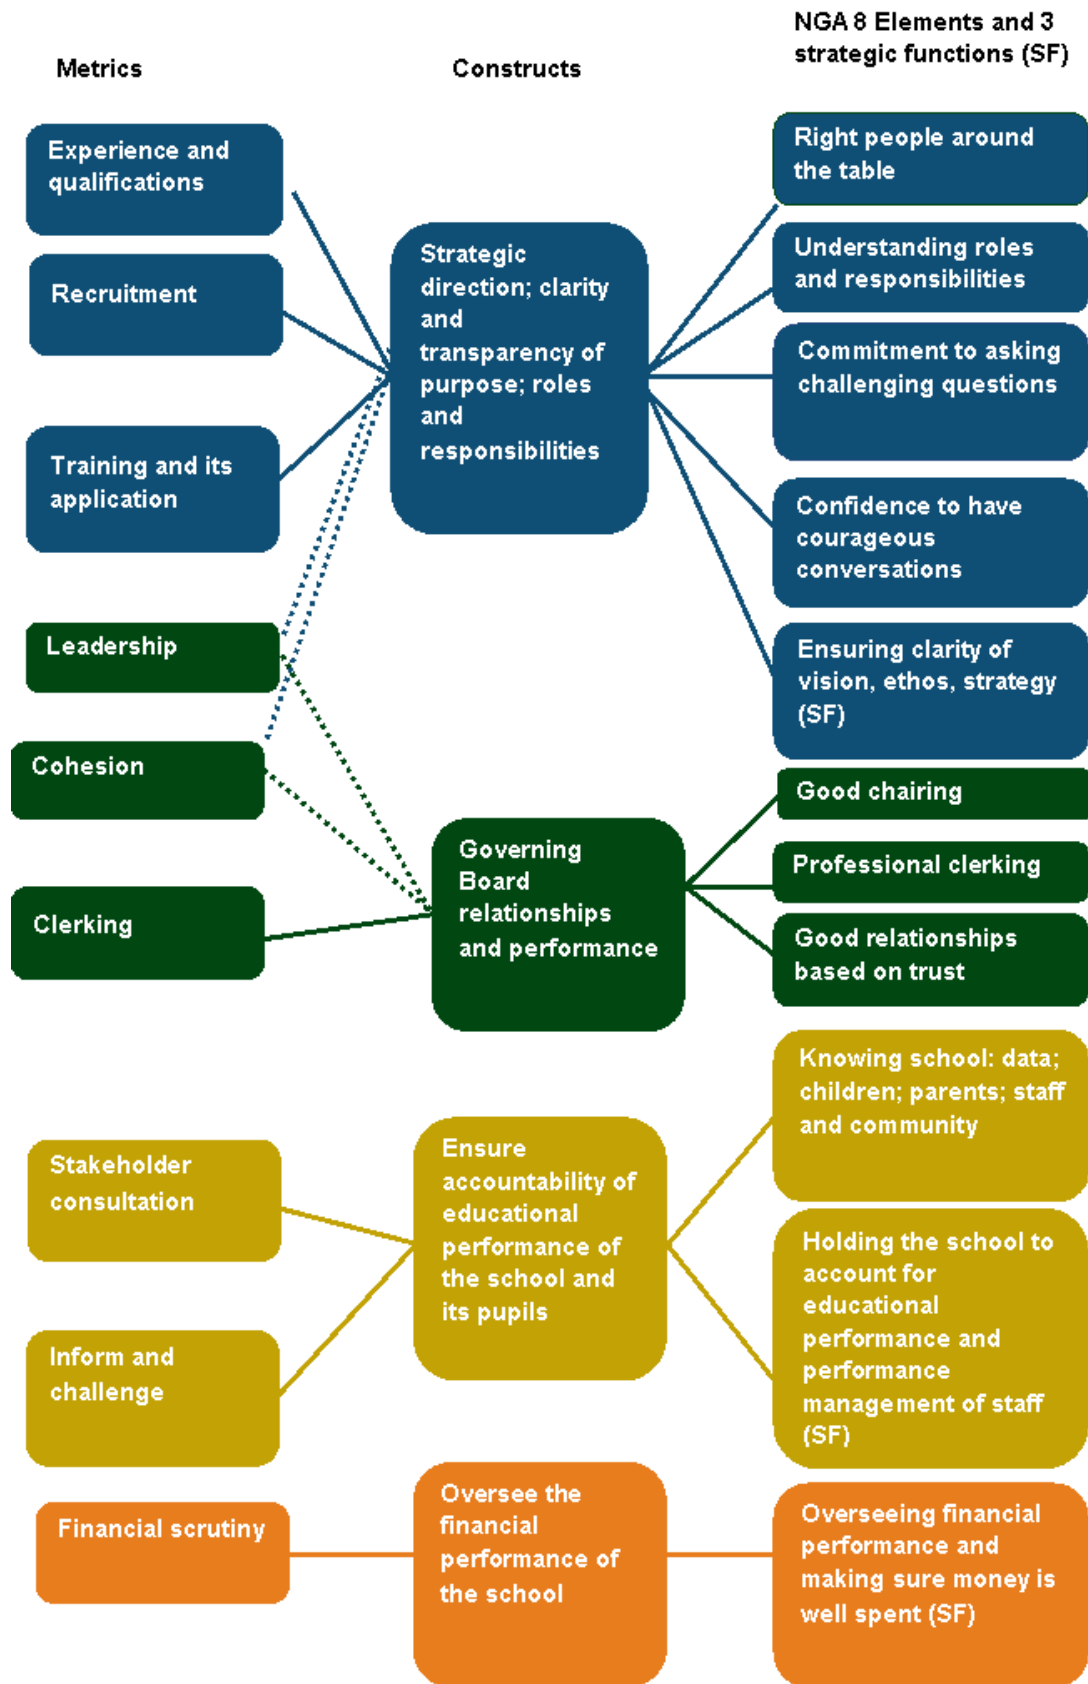 Metrics
Constructs
NGA 8 Elements and 3
strategic functions (SF)
Experience and
qualifications
Recruitment
Training and its
application
Leadership
Cohesion
Clerking
Stakeholder
consultation
Inform and
challenge
Financial scrutiny
Strategic
direction; clarity
and
transparency of
purpose; roles
and
responsibilities
Governing
Board
relationships
and performance
Ensure
accountability of
educational
performance of
the school and
its pupils
Oversee the
financial
performance of
the school
Right people around
the table
Understanding roles
and responsibilities
Commitment to asking
challenging questions
Confidence to have
courageous
conversations
Ensuring clarity of
vision, ethos, strategy
(SF)
Good chairing
Professional clerking
Good relationships
based on trust
Knowing school: data;
children; parents; staff
and community
Holding the school to
account for
educational
performance and
performance
management of staff
(SF)
Overseeing financial
performance and
making sure money is
well spent (SF)